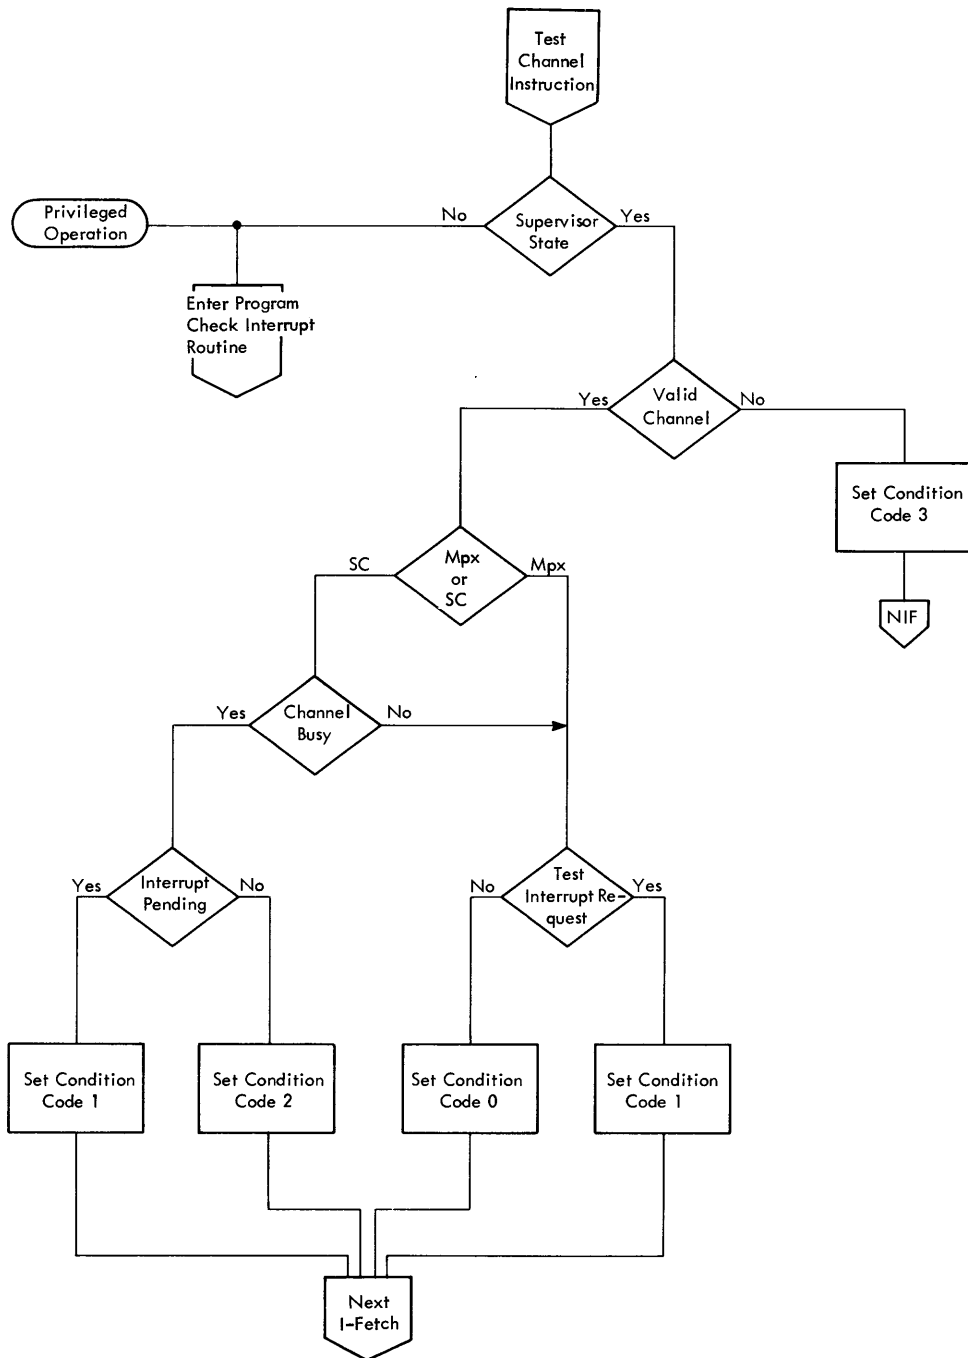 Test
Channel
Instruction
No
Supervisor
State
Yes
Privileged
Operation
Enter Program
Check Interrupt
Routine
Yes
Valid
Channel
No
Set Condition
Code 3
NIF
SC
Mpx
or
SC
Mpx
Yes
Channel
Busy
No
Yes
Interrupt
Pending
No
No
Test
Interrupt Re-
quest
Yes
Set Condition
Code 1
Set Condition
Code 2
Set Condition
Code 0
Set Condition
Code 1
Next
I-Fetch